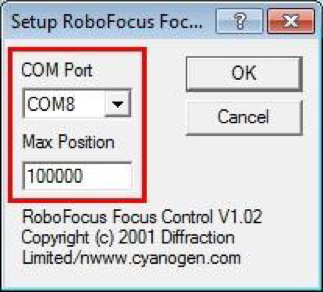 Setup RoboFocus Foc...
COM Port
COM8
OK
Cancel
Max Position
100000
RoboFocus Focus Control V1.02
Copyright (c) 2001 Diffraction
Limited/nwww.cyanogen.com